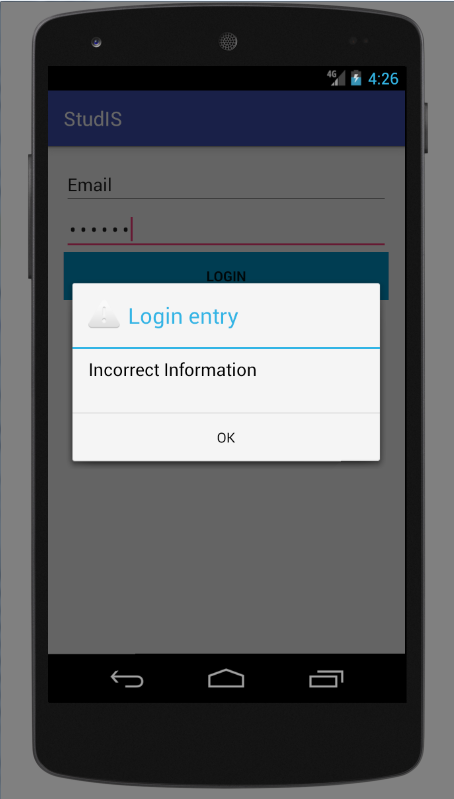 4G 4:26
StudIS
Email
••••••
LOGIN
Login entry
Incorrect Information
OK